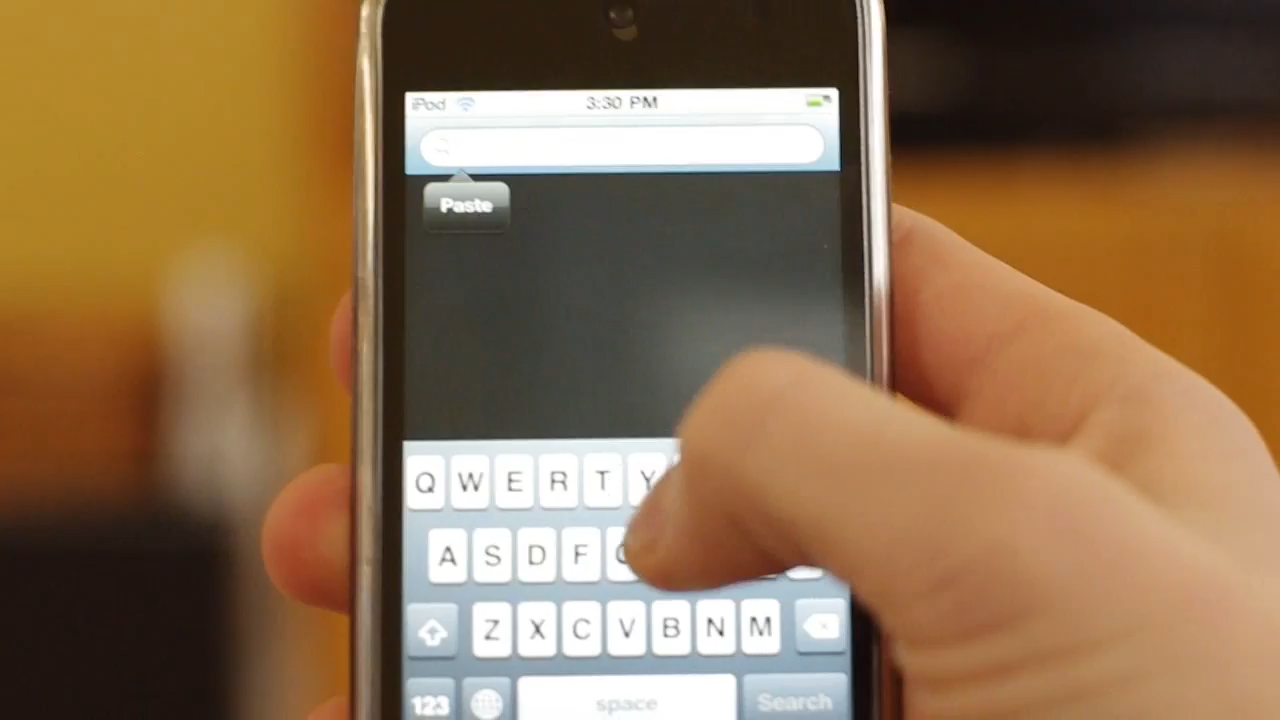 iPod 3:30 PM
Paste
Q W E R T Y
A S D F G
Z X C V B N M
123 space Search